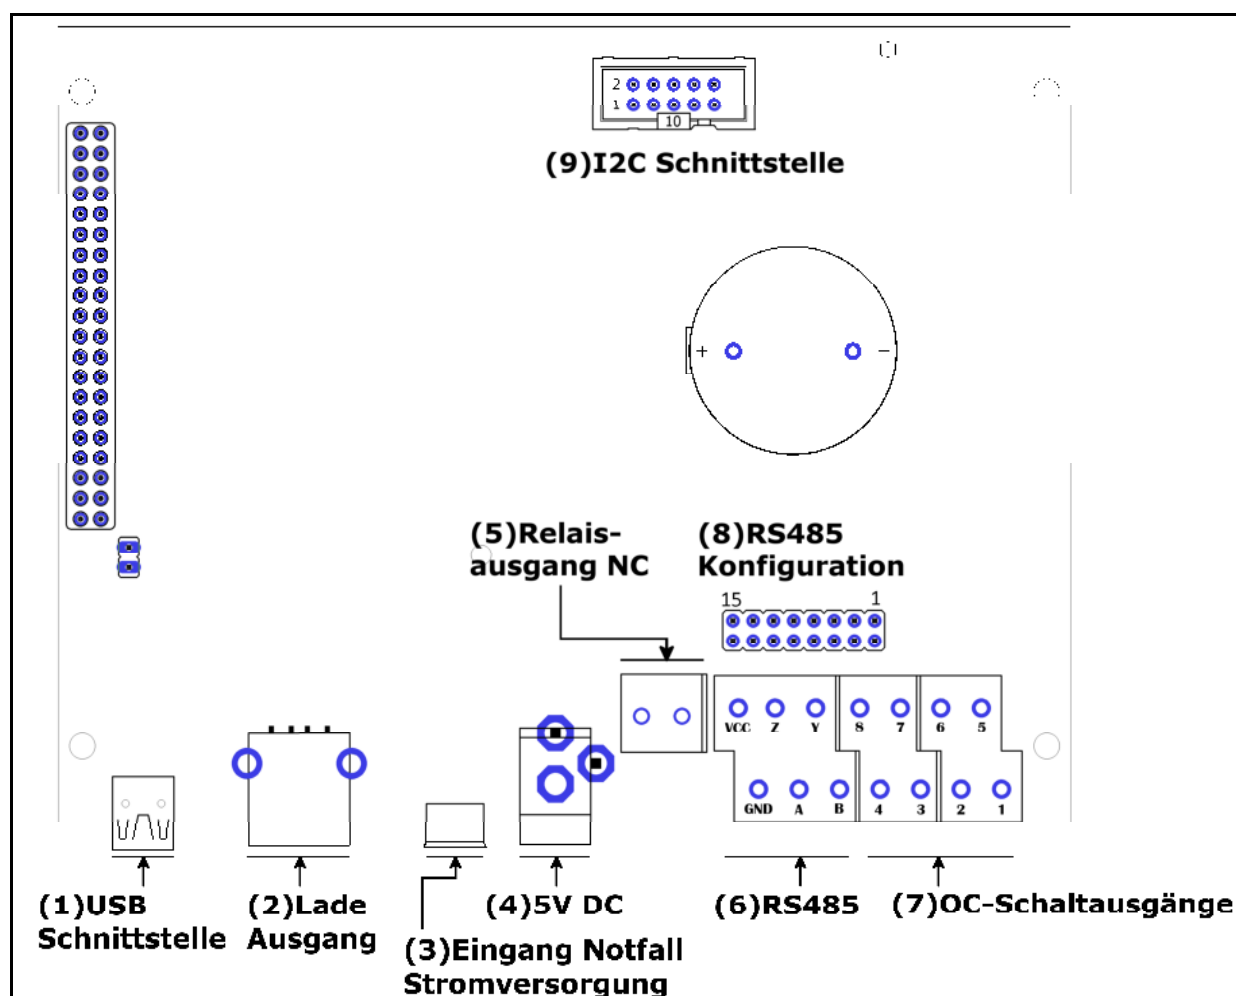 2
1
10
(9)I2C Schnittstelle
+ −
(5)Relais-
ausgang NC
(8)RS485
Konfiguration
15 1
VCC Z Y 8 7 6 5
GND A B 4 3 2 1
(1)USB
Schnittstelle
(2)Lade
Ausgang
(3)Eingang Notfall
Stromversorgung
(4)5V DC
(6)RS485
(7)OC-Schaltausgänge